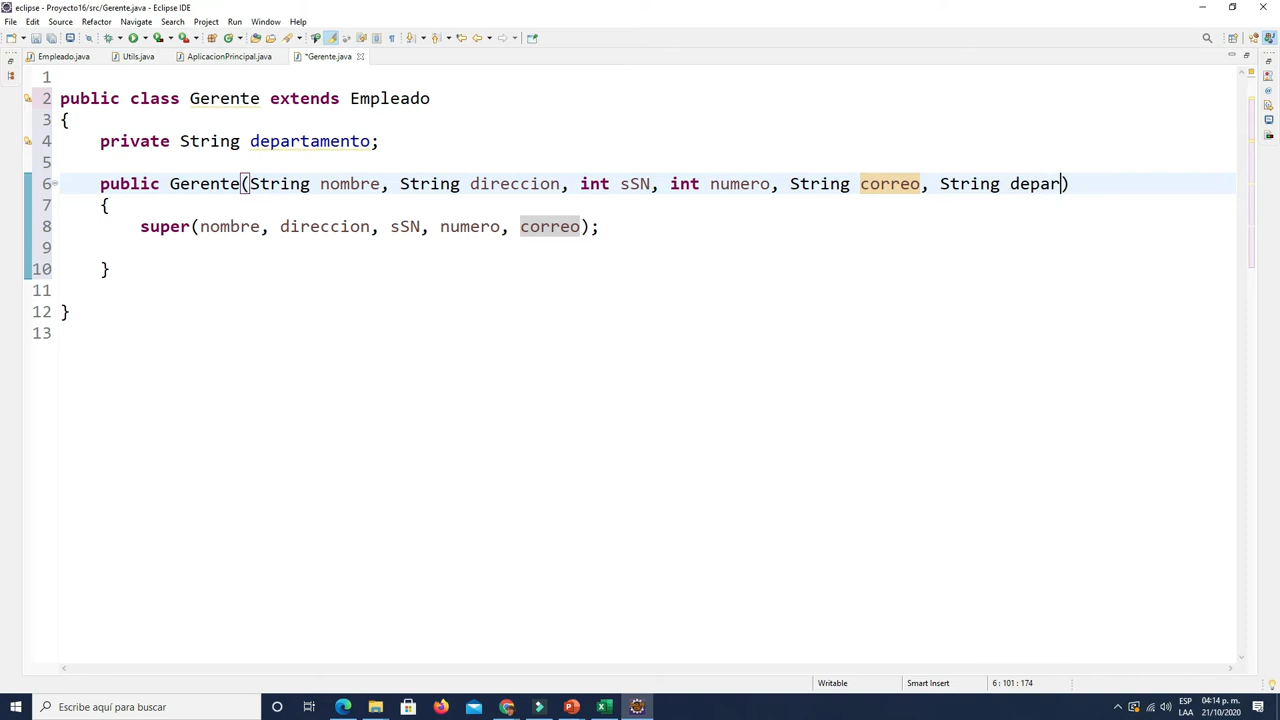 eclipse - Proyecto16/src/Gerente.java - Eclipse IDE
File Edit Source Refactor Navigate Search Project Run Window Help
Empleado.java Utils.java AplicacionPrincipal.java *Gerente.java
1
2 public class Gerente extends Empleado
3 {
4 private String departamento;
5
6 public Gerente(String nombre, String direccion, int sSN, int numero, String correo, String depar)
7 {
8 super(nombre, direccion, sSN, numero, correo);
9
10 }
11
12 }
13
Writable Smart Insert 6 : 101 : 174
Escribe aquí para buscar
ESP 04:14 p. m.
LAA 21/10/2020